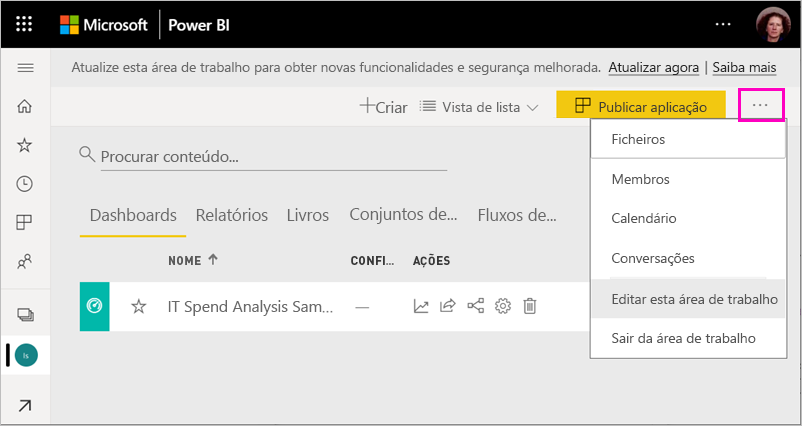 Microsoft Power BI
Atualize esta área de trabalho para obter novas funcionalidades e segurança melhorada. Atualizar agora | Saiba mais
Criar Vista de lista Publicar aplicação
Procurar conteúdo...
Dashboards Relatórios Livros Conjuntos de... Fluxos de...
NOME CONFI... AÇÕES
IT Spend Analysis Sam... —
Is
Ficheiros
Membros
Calendário
Conversações
Editar esta área de trabalho
Sair da área de trabalho